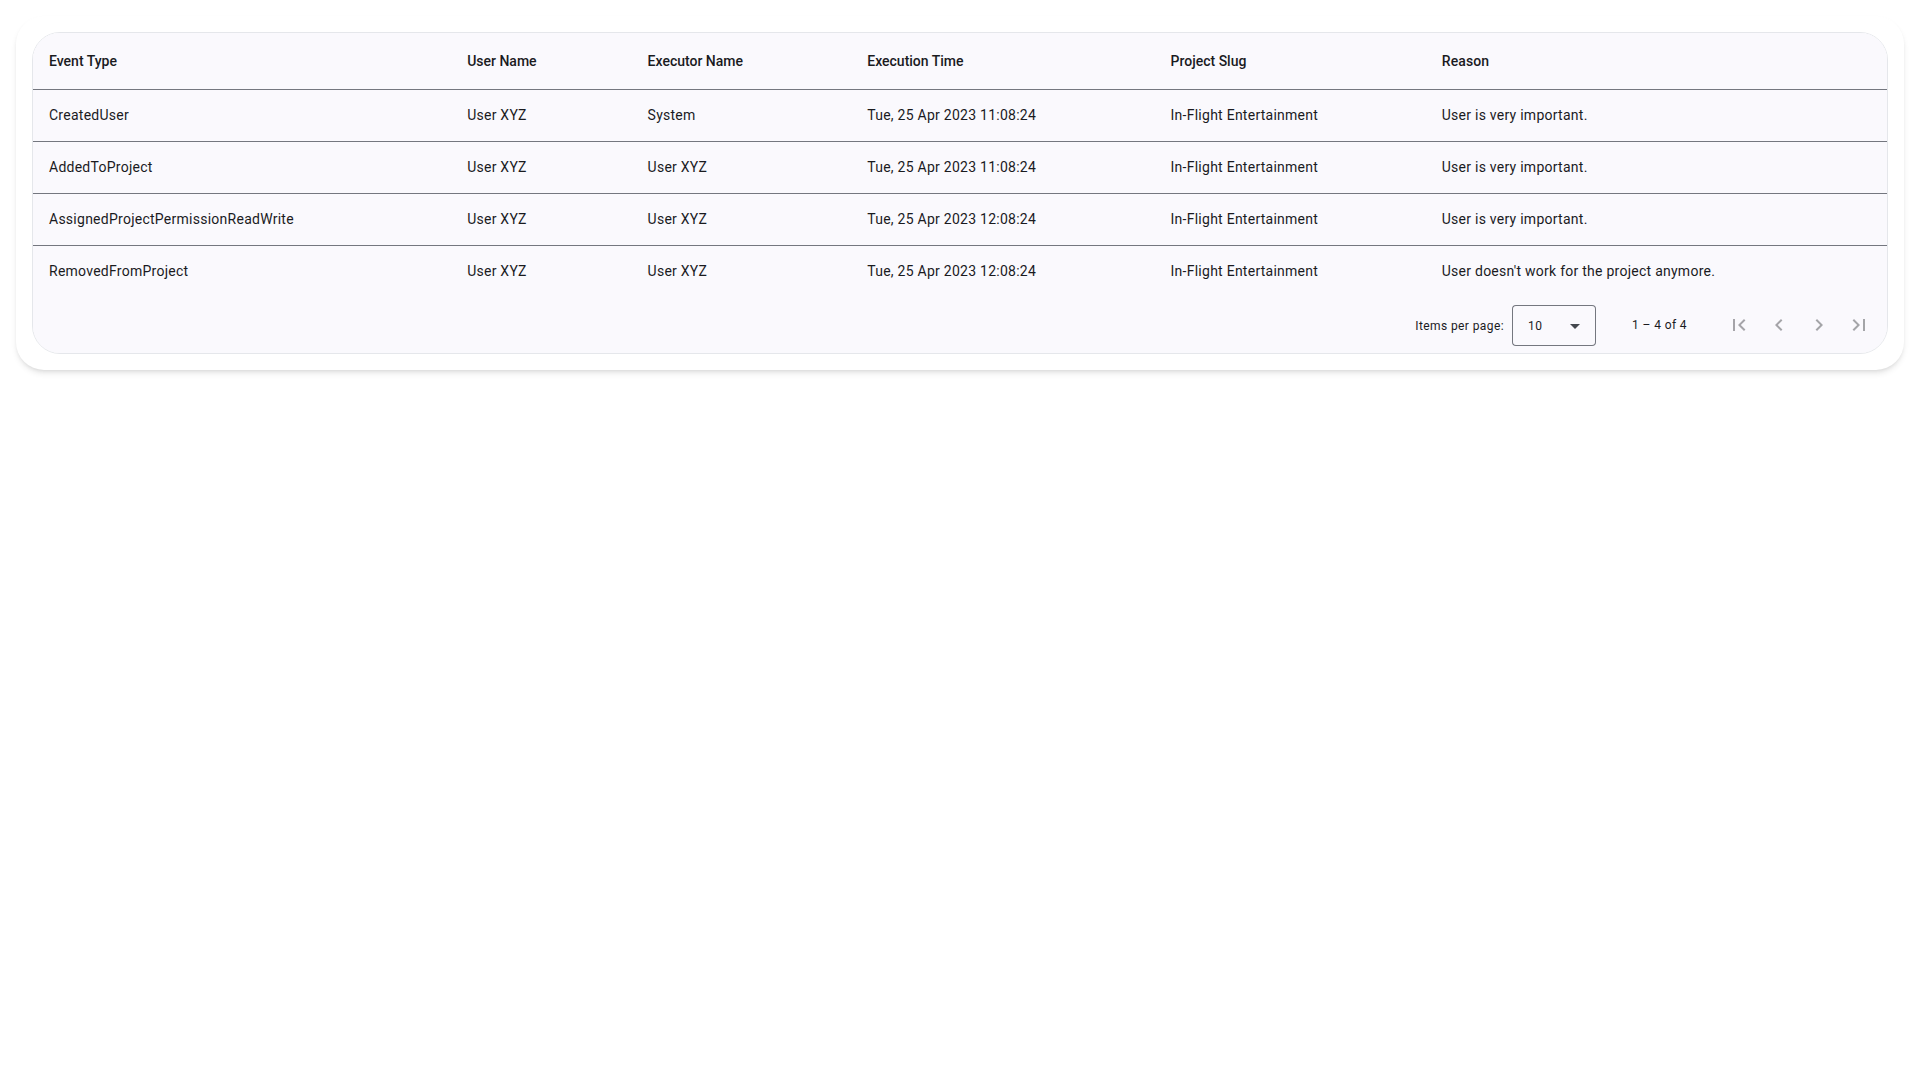 Event Type User Name Executor Name Execution Time Project Slug Reason
CreatedUser User XYZ System Tue, 25 Apr 2023 11:08:24 In-Flight Entertainment User is very important.
AddedToProject User XYZ User XYZ Tue, 25 Apr 2023 11:08:24 In-Flight Entertainment User is very important.
AssignedProjectPermissionReadWrite User XYZ User XYZ Tue, 25 Apr 2023 12:08:24 In-Flight Entertainment User is very important.
RemovedFromProject User XYZ User XYZ Tue, 25 Apr 2023 12:08:24 In-Flight Entertainment User doesn't work for the project anymore.
Items per page: 10 1 – 4 of 4